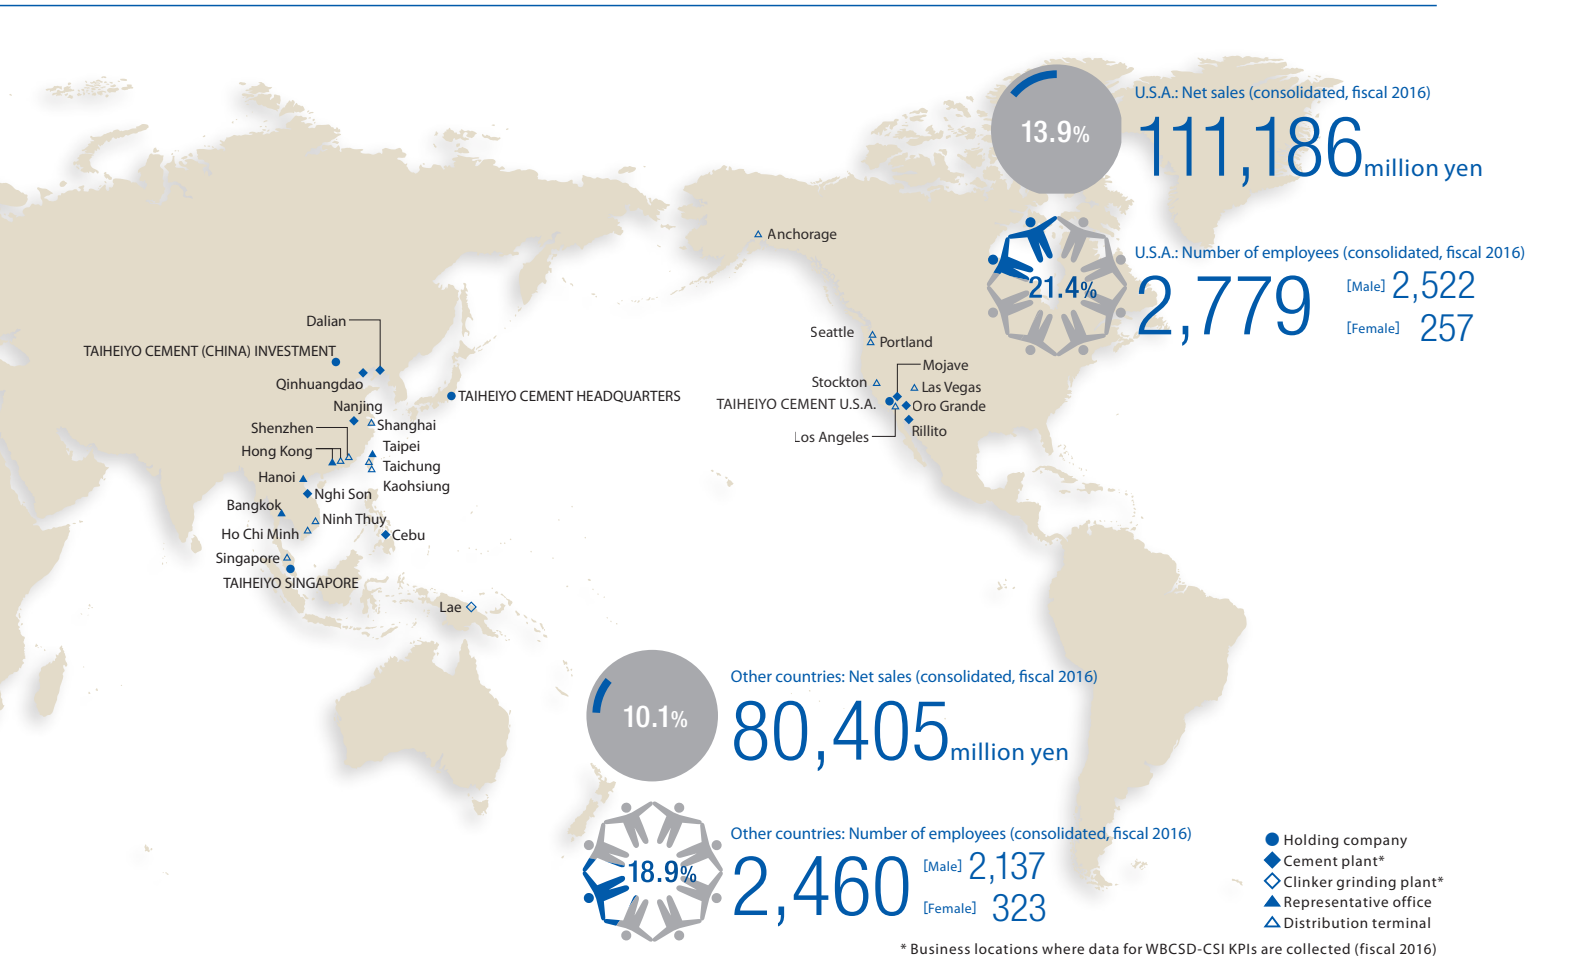 13.9%
U.S.A.: Net sales (consolidated, fiscal 2016)
111,186 million yen
21.4%
U.S.A.: Number of employees (consolidated, fiscal 2016)
2,779
[Male] 2,522
[Female] 257
Anchorage
Seattle
Portland
Mojave
Stockton
Las Vegas
TAIHEIYO CEMENT U.S.A.
Oro Grande
Los Angeles
Rillito
Dalian
TAIHEIYO CEMENT (CHINA) INVESTMENT
Qinhuangdao
TAIHEIYO CEMENT HEADQUARTERS
Nanjing
Shanghai
Shenzhen
Taipei
Hong Kong
Taichung
Hanoi
Kaohsiung
Nghi Son
Bangkok
Ninh Thuy
Ho Chi Minh
Cebu
Singapore
TAIHEIYO SINGAPORE
Lae
10.1%
Other countries: Net sales (consolidated, fiscal 2016)
80,405 million yen
18.9%
Other countries: Number of employees (consolidated, fiscal 2016)
2,460
[Male] 2,137
[Female] 323
Holding company
Cement plant*
Clinker grinding plant*
Representative office
Distribution terminal
* Business locations where data for WBCSD-CSI KPIs are collected (fiscal 2016)